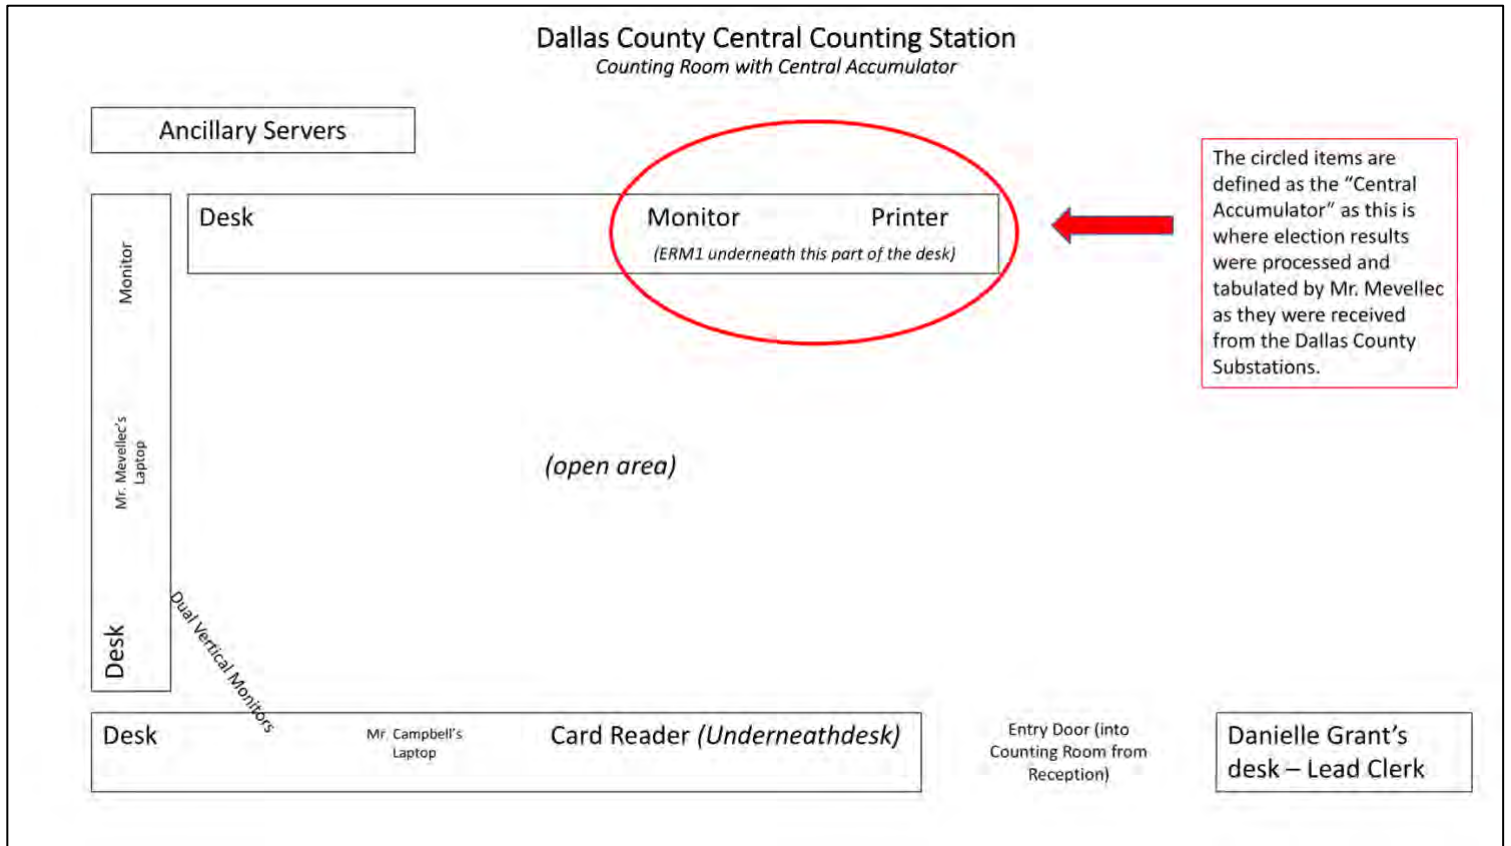 Dallas County Central Counting Station
Counting Room with Central Accumulator
Ancillary Servers
The circled items are
defined as the “Central
Accumulator” as this is
where election results
were processed and
tabulated by Mr. Mevellec
as they were received
from the Dallas County
Substations.
Desk
Monitor
Printer
(ERM1 underneath this part of the desk)
Monitor
Mr. Mevellec’s
Laptop
Desk
(open area)
Dual Vertical Monitors
Desk
Mr. Campbell’s
Laptop
Card Reader (Underneathdesk)
Entry Door (into
Counting Room from
Reception)
Danielle Grant’s
desk – Lead Clerk